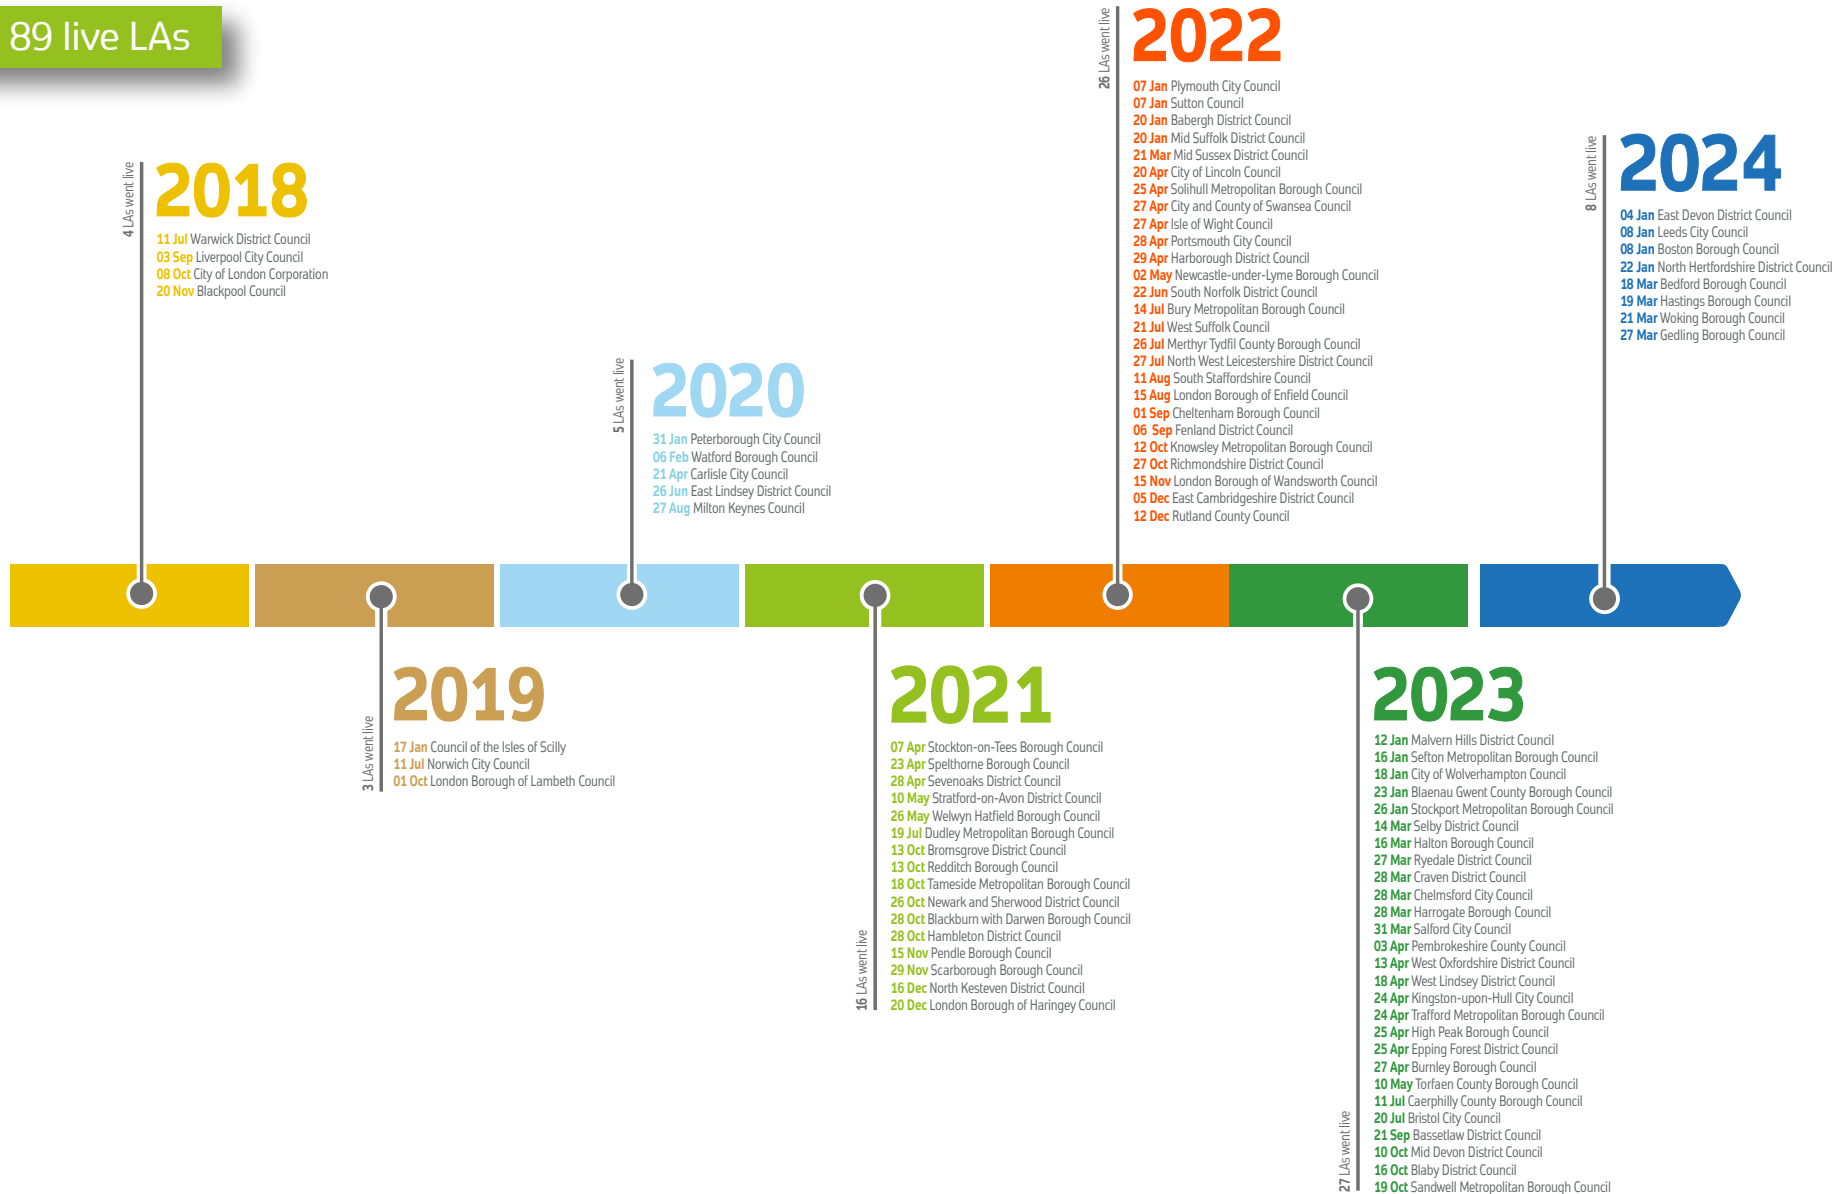 89 live LAs
4 LAs went live
2018
11 Jul Warwick District Council
03 Sep Liverpool City Council
08 Oct City of London Corporation
20 Nov Blackpool Council
3 LAs went live
2019
17 Jan Council of the Isles of Scilly
11 Jul Norwich City Council
01 Oct London Borough of Lambeth Council
5 LAs went live
2020
31 Jan Peterborough City Council
06 Feb Watford Borough Council
21 Apr Carlisle City Council
26 Jun East Lindsey District Council
27 Aug Milton Keynes Council
16 LAs went live
2021
07 Apr Stockton-on-Tees Borough Council
23 Apr Spelthorne Borough Council
28 Apr Sevenoaks District Council
10 May Stratford-on-Avon District Council
26 May Welwyn Hatfield Borough Council
19 Jul Dudley Metropolitan Borough Council
13 Oct Bromsgrove District Council
13 Oct Redditch Borough Council
18 Oct Tameside Metropolitan Borough Council
26 Oct Newark and Sherwood District Council
28 Oct Blackburn with Darwen Borough Council
28 Oct Hambleton District Council
15 Nov Pendle Borough Council
29 Nov Scarborough Borough Council
16 Dec North Kesteven District Council
20 Dec London Borough of Haringey Council
26 LAs went live
2022
07 Jan Plymouth City Council
07 Jan Sutton Council
20 Jan Babergh District Council
20 Jan Mid Suffolk District Council
21 Mar Mid Sussex District Council
20 Apr City of Lincoln Council
25 Apr Solihull Metropolitan Borough Council
27 Apr City and County of Swansea Council
27 Apr Isle of Wight Council
28 Apr Portsmouth City Council
29 Apr Harborough District Council
02 May Newcastle-under-Lyme Borough Council
22 Jun South Norfolk District Council
14 Jul Bury Metropolitan Borough Council
21 Jul West Suffolk Council
26 Jul Merthyr Tydfil County Borough Council
27 Jul North West Leicestershire District Council
11 Aug South Staffordshire Council
15 Aug London Borough of Enfield Council
01 Sep Cheltenham Borough Council
06 Sep Fenland District Council
12 Oct Knowsley Metropolitan Borough Council
27 Oct Richmondshire District Council
15 Nov London Borough of Wandsworth Council
05 Dec East Cambridgeshire District Council
12 Dec Rutland County Council
27 LAs went live
2023
12 Jan Malvern Hills District Council
16 Jan Sefton Metropolitan Borough Council
18 Jan City of Wolverhampton Council
23 Jan Blaenau Gwent County Borough Council
26 Jan Stockport Metropolitan Borough Council
14 Mar Selby District Council
16 Mar Halton Borough Council
27 Mar Ryedale District Council
28 Mar Craven District Council
28 Mar Chelmsford City Council
28 Mar Harrogate Borough Council
31 Mar Salford City Council
03 Apr Pembrokeshire County Council
13 Apr West Oxfordshire District Council
18 Apr West Lindsey District Council
24 Apr Kingston-upon-Hull City Council
24 Apr Trafford Metropolitan Borough Council
25 Apr High Peak Borough Council
25 Apr Epping Forest District Council
27 Apr Burnley Borough Council
10 May Torfaen County Borough Council
11 Jul Caerphilly County Borough Council
20 Jul Bristol City Council
21 Sep Bassetlaw District Council
10 Oct Mid Devon District Council
16 Oct Blaby District Council
19 Oct Sandwell Metropolitan Borough Council
8 LAs went live
2024
04 Jan East Devon District Council
08 Jan Leeds City Council
08 Jan Boston Borough Council
22 Jan North Hertfordshire District Council
18 Mar Bedford Borough Council
19 Mar Hastings Borough Council
21 Mar Woking Borough Council
27 Mar Gedling Borough Council